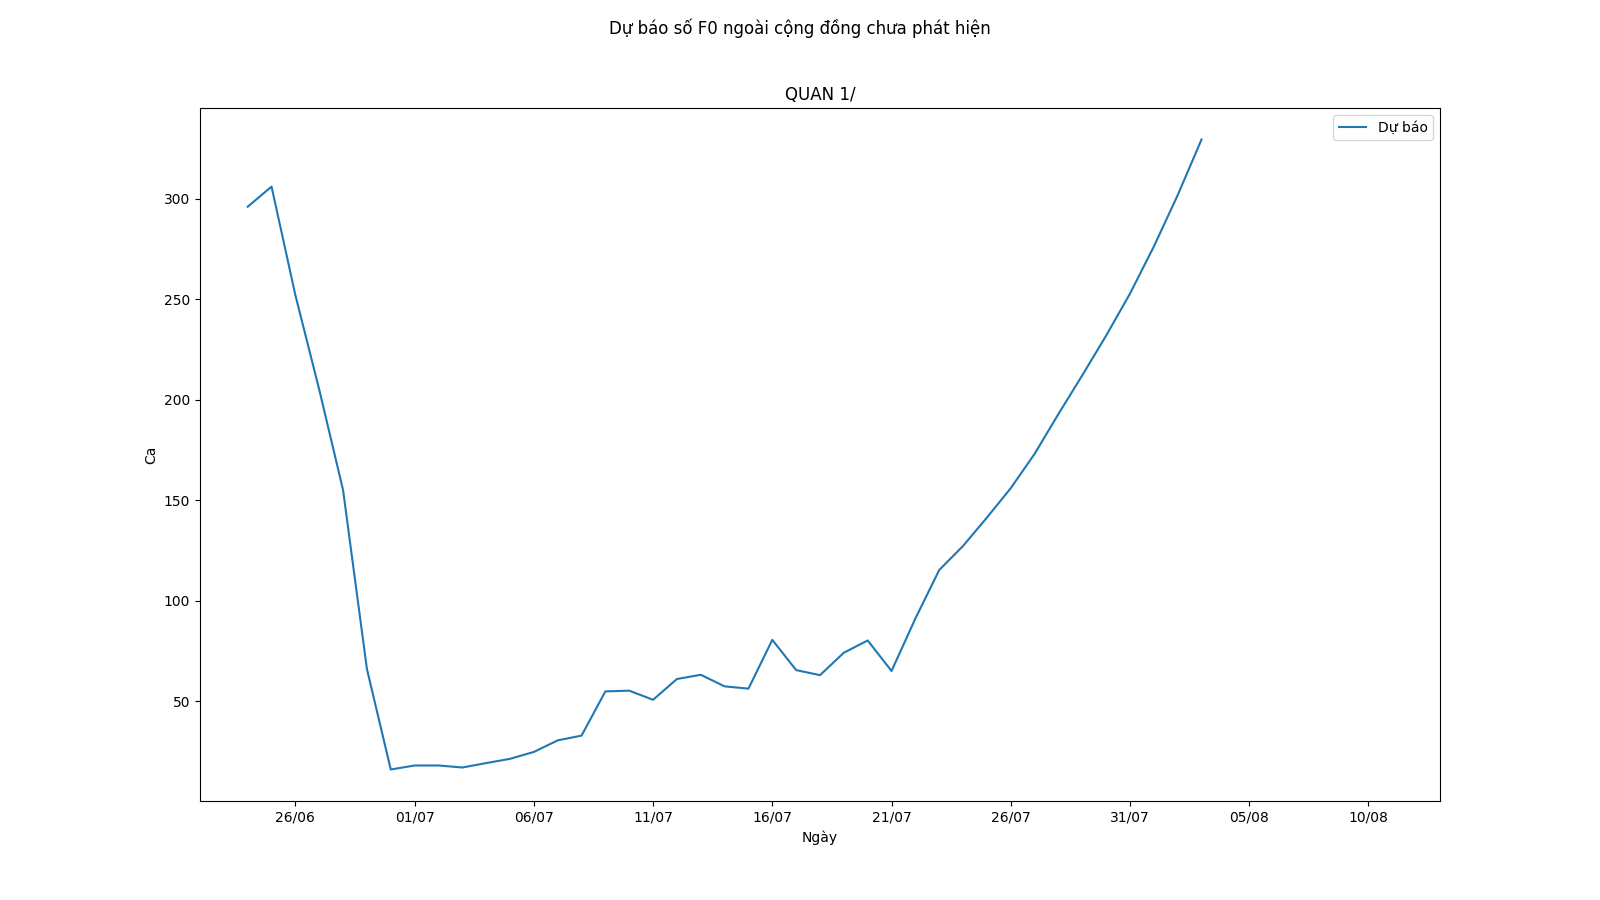 Dự báo số F0 ngoài cộng đồng chưa phát hiện
QUAN 1/
Dự báo
300
250
200
150
100
50
Ca
26/06 01/07 06/07 11/07 16/07 21/07 26/07 31/07 05/08 10/08
Ngày